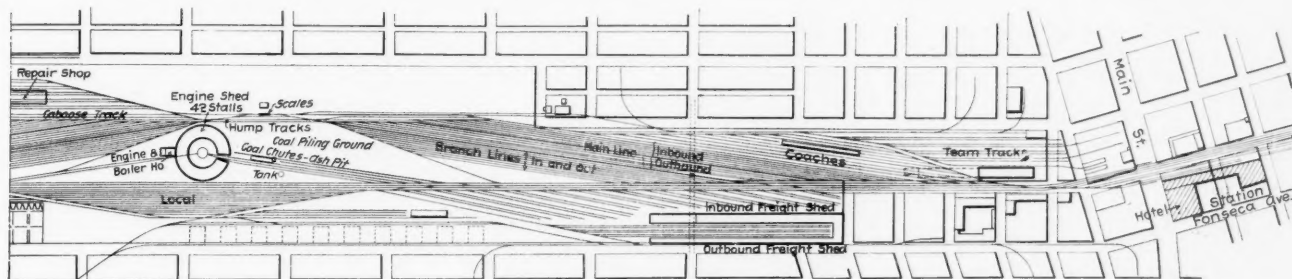 Repair Shop
Caboose Track
Engine Shed
42 Stalls
Scales
Hump Tracks
Coal Piling Ground
Coal Chutes-Ash Pit
Tank
Engine &
Boiler Ho
Local
Branch Lines In and out
Main Line
Inbound
Outbound
Coaches
Team Tracks
Inbound Freight Shed
Outbound Freight Shed
Main St.
Hotel
Station
Fonseca Ave.